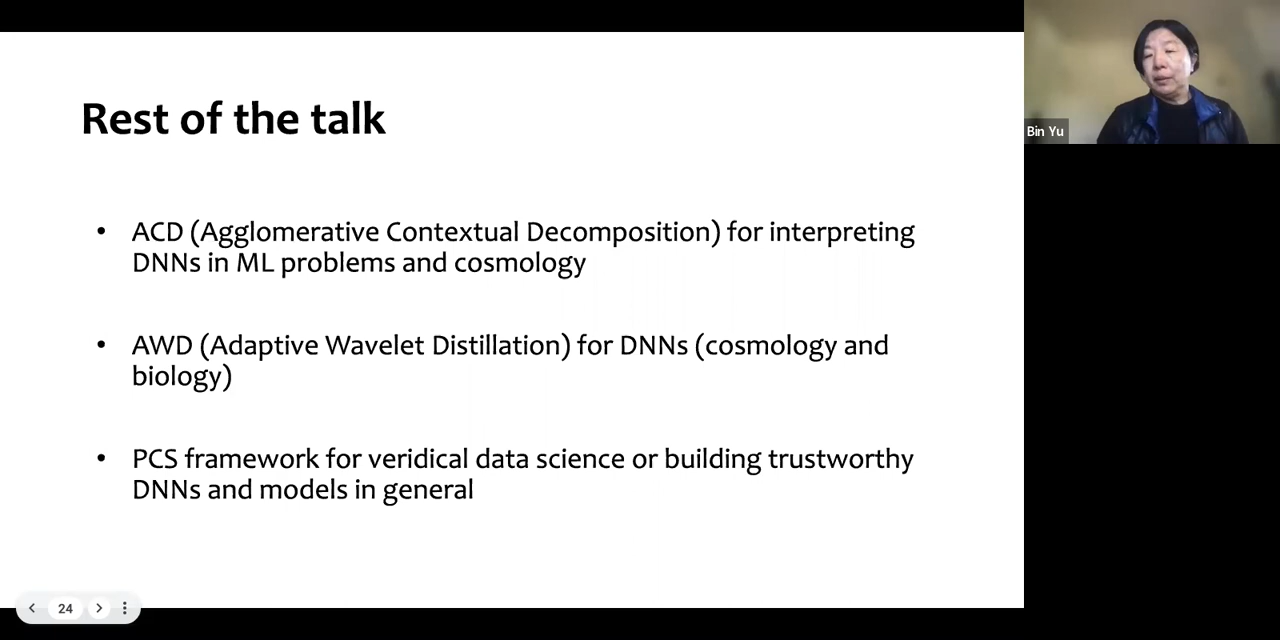 Rest of the talk
• ACD (Agglomerative Contextual Decomposition) for interpreting
DNNs in ML problems and cosmology
• AWD (Adaptive Wavelet Distillation) for DNNs (cosmology and
biology)
• PCS framework for veridical data science or building trustworthy
DNNs and models in general
24
Bin Yu